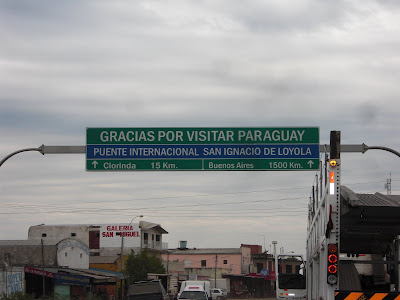 GRACIAS POR VISITAR PARAGUAY
PUENTE INTERNACIONAL SAN IGNACIO DE LOYOLA
Clorinda 15 Km. Buenos Aires 1500 Km.
GALERIA
SAN MIGUEL